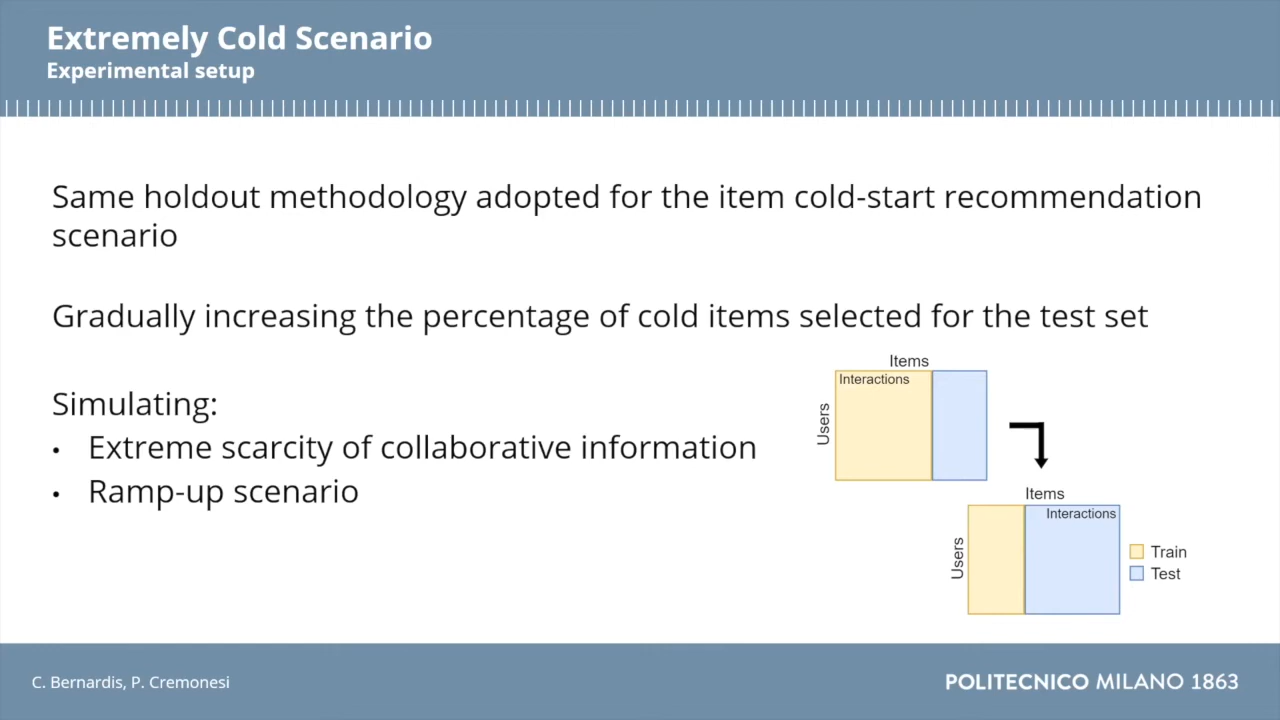 Extremely Cold Scenario
Experimental setup
Same holdout methodology adopted for the item cold-start recommendation
scenario
Gradually increasing the percentage of cold items selected for the test set
Simulating:
• Extreme scarcity of collaborative information
• Ramp-up scenario
Items
Interactions
Users
Items
Interactions
Users
Train
Test
C. Bernardis, P. Cremonesi
POLITECNICO MILANO 1863